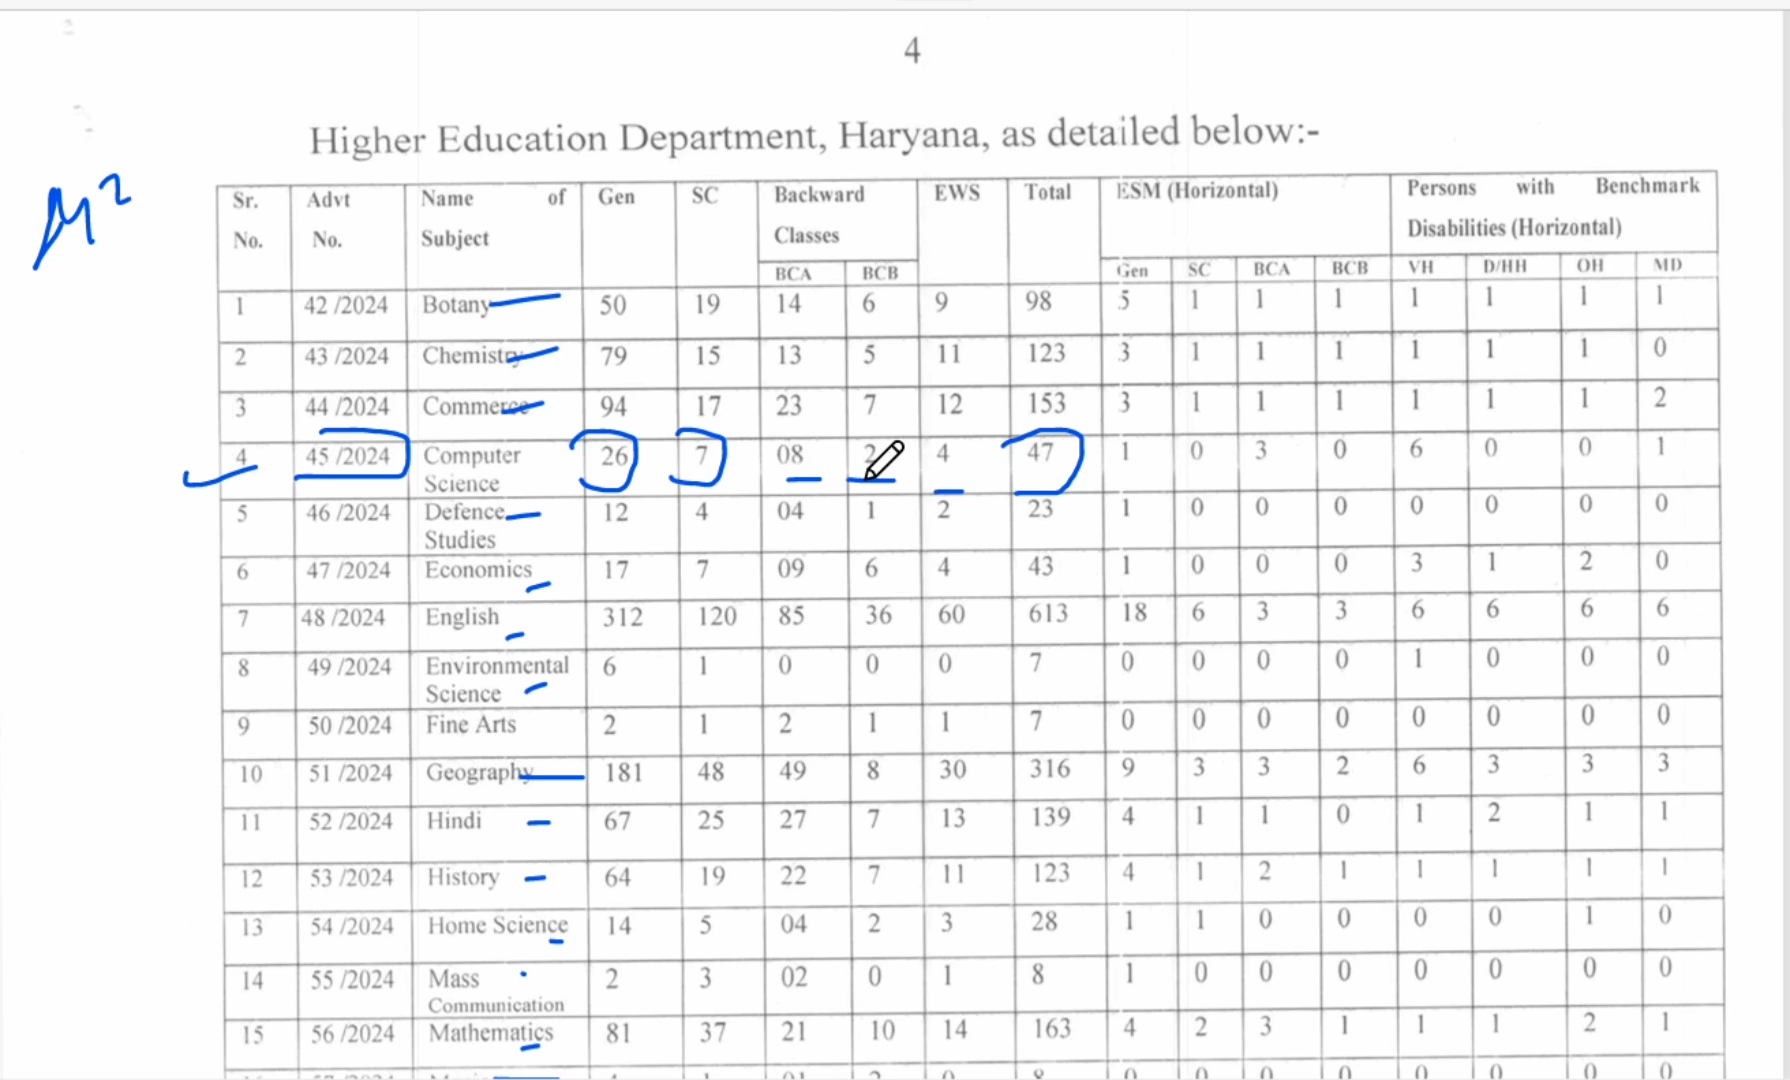 4
Higher Education Department, Haryana, as detailed below:-
Sr. No. Advt No. Name of Subject Gen SC Backward Classes EWS Total ESM (Horizontal) Persons with Benchmark Disabilities (Horizontal)
BCA BCB Gen SC BCA BCB VH D/HH OH MD
1 42 /2024 Botany 50 19 14 6 9 98 5 1 1 1 1 1 1 1
2 43 /2024 Chemistry 79 15 13 5 11 123 3 1 1 1 1 1 1 0
3 44 /2024 Commerce 94 17 23 7 12 153 3 1 1 1 1 1 1 2
4 45 /2024 Computer Science 26 7 08 2 4 47 1 0 3 0 6 0 0 1
5 46 /2024 Defence Studies 12 4 04 1 2 23 1 0 0 0 0 0 0 0
6 47 /2024 Economics 17 7 09 6 4 43 1 0 0 0 3 1 2 0
7 48 /2024 English 312 120 85 36 60 613 18 6 3 3 6 6 6 6
8 49 /2024 Environmental Science 6 1 0 0 0 7 0 0 0 0 1 0 0 0
9 50 /2024 Fine Arts 2 1 2 1 1 7 0 0 0 0 0 0 0 0
10 51 /2024 Geography 181 48 49 8 30 316 9 3 3 2 6 3 3 3
11 52 /2024 Hindi 67 25 27 7 13 139 4 1 1 0 1 2 1 1
12 53 /2024 History 64 19 22 7 11 123 4 1 2 1 1 1 1 1
13 54 /2024 Home Science 14 5 04 2 3 28 1 1 0 0 0 0 1 0
14 55 /2024 Mass Communication 2 3 02 0 1 8 1 0 0 0 0 0 0 0
15 56 /2024 Mathematics 81 37 21 10 14 163 4 2 3 1 1 1 2 1